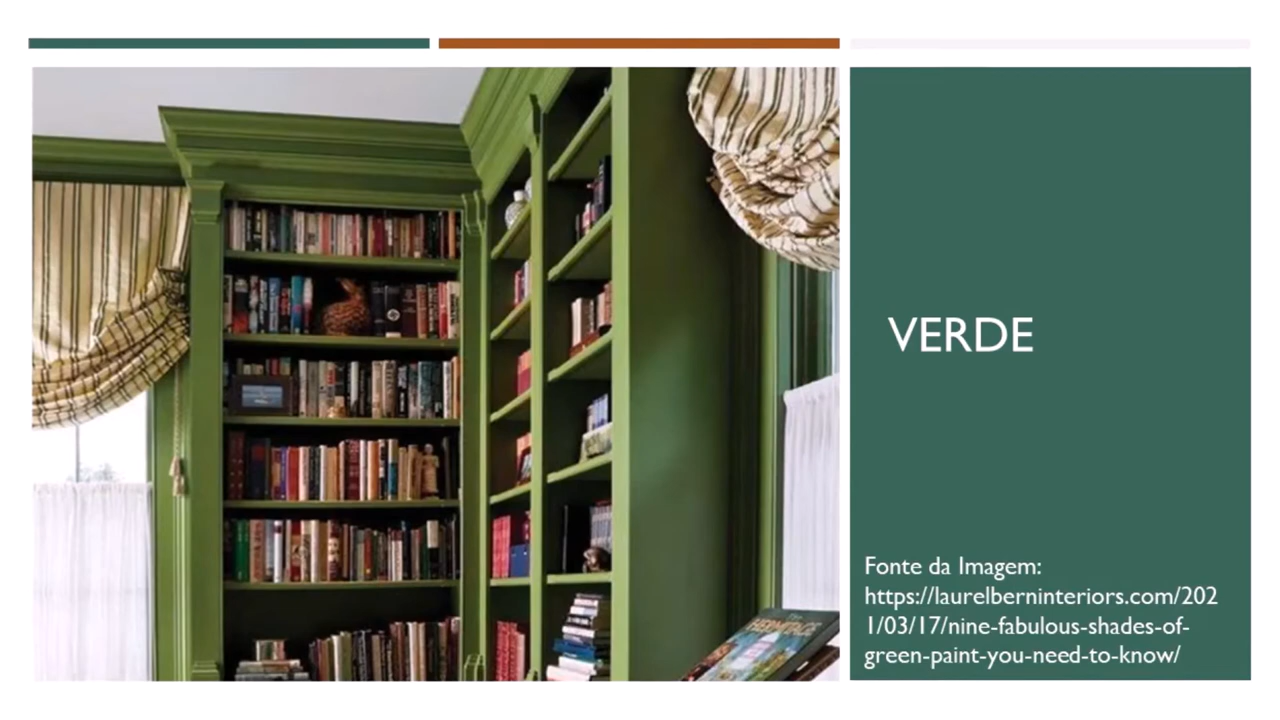 HERMITAGE
VERDE
Fonte da Imagem:
https://laurelberninteriors.com/202
1/03/17/nine-fabulous-shades-of-
green-paint-you-need-to-know/